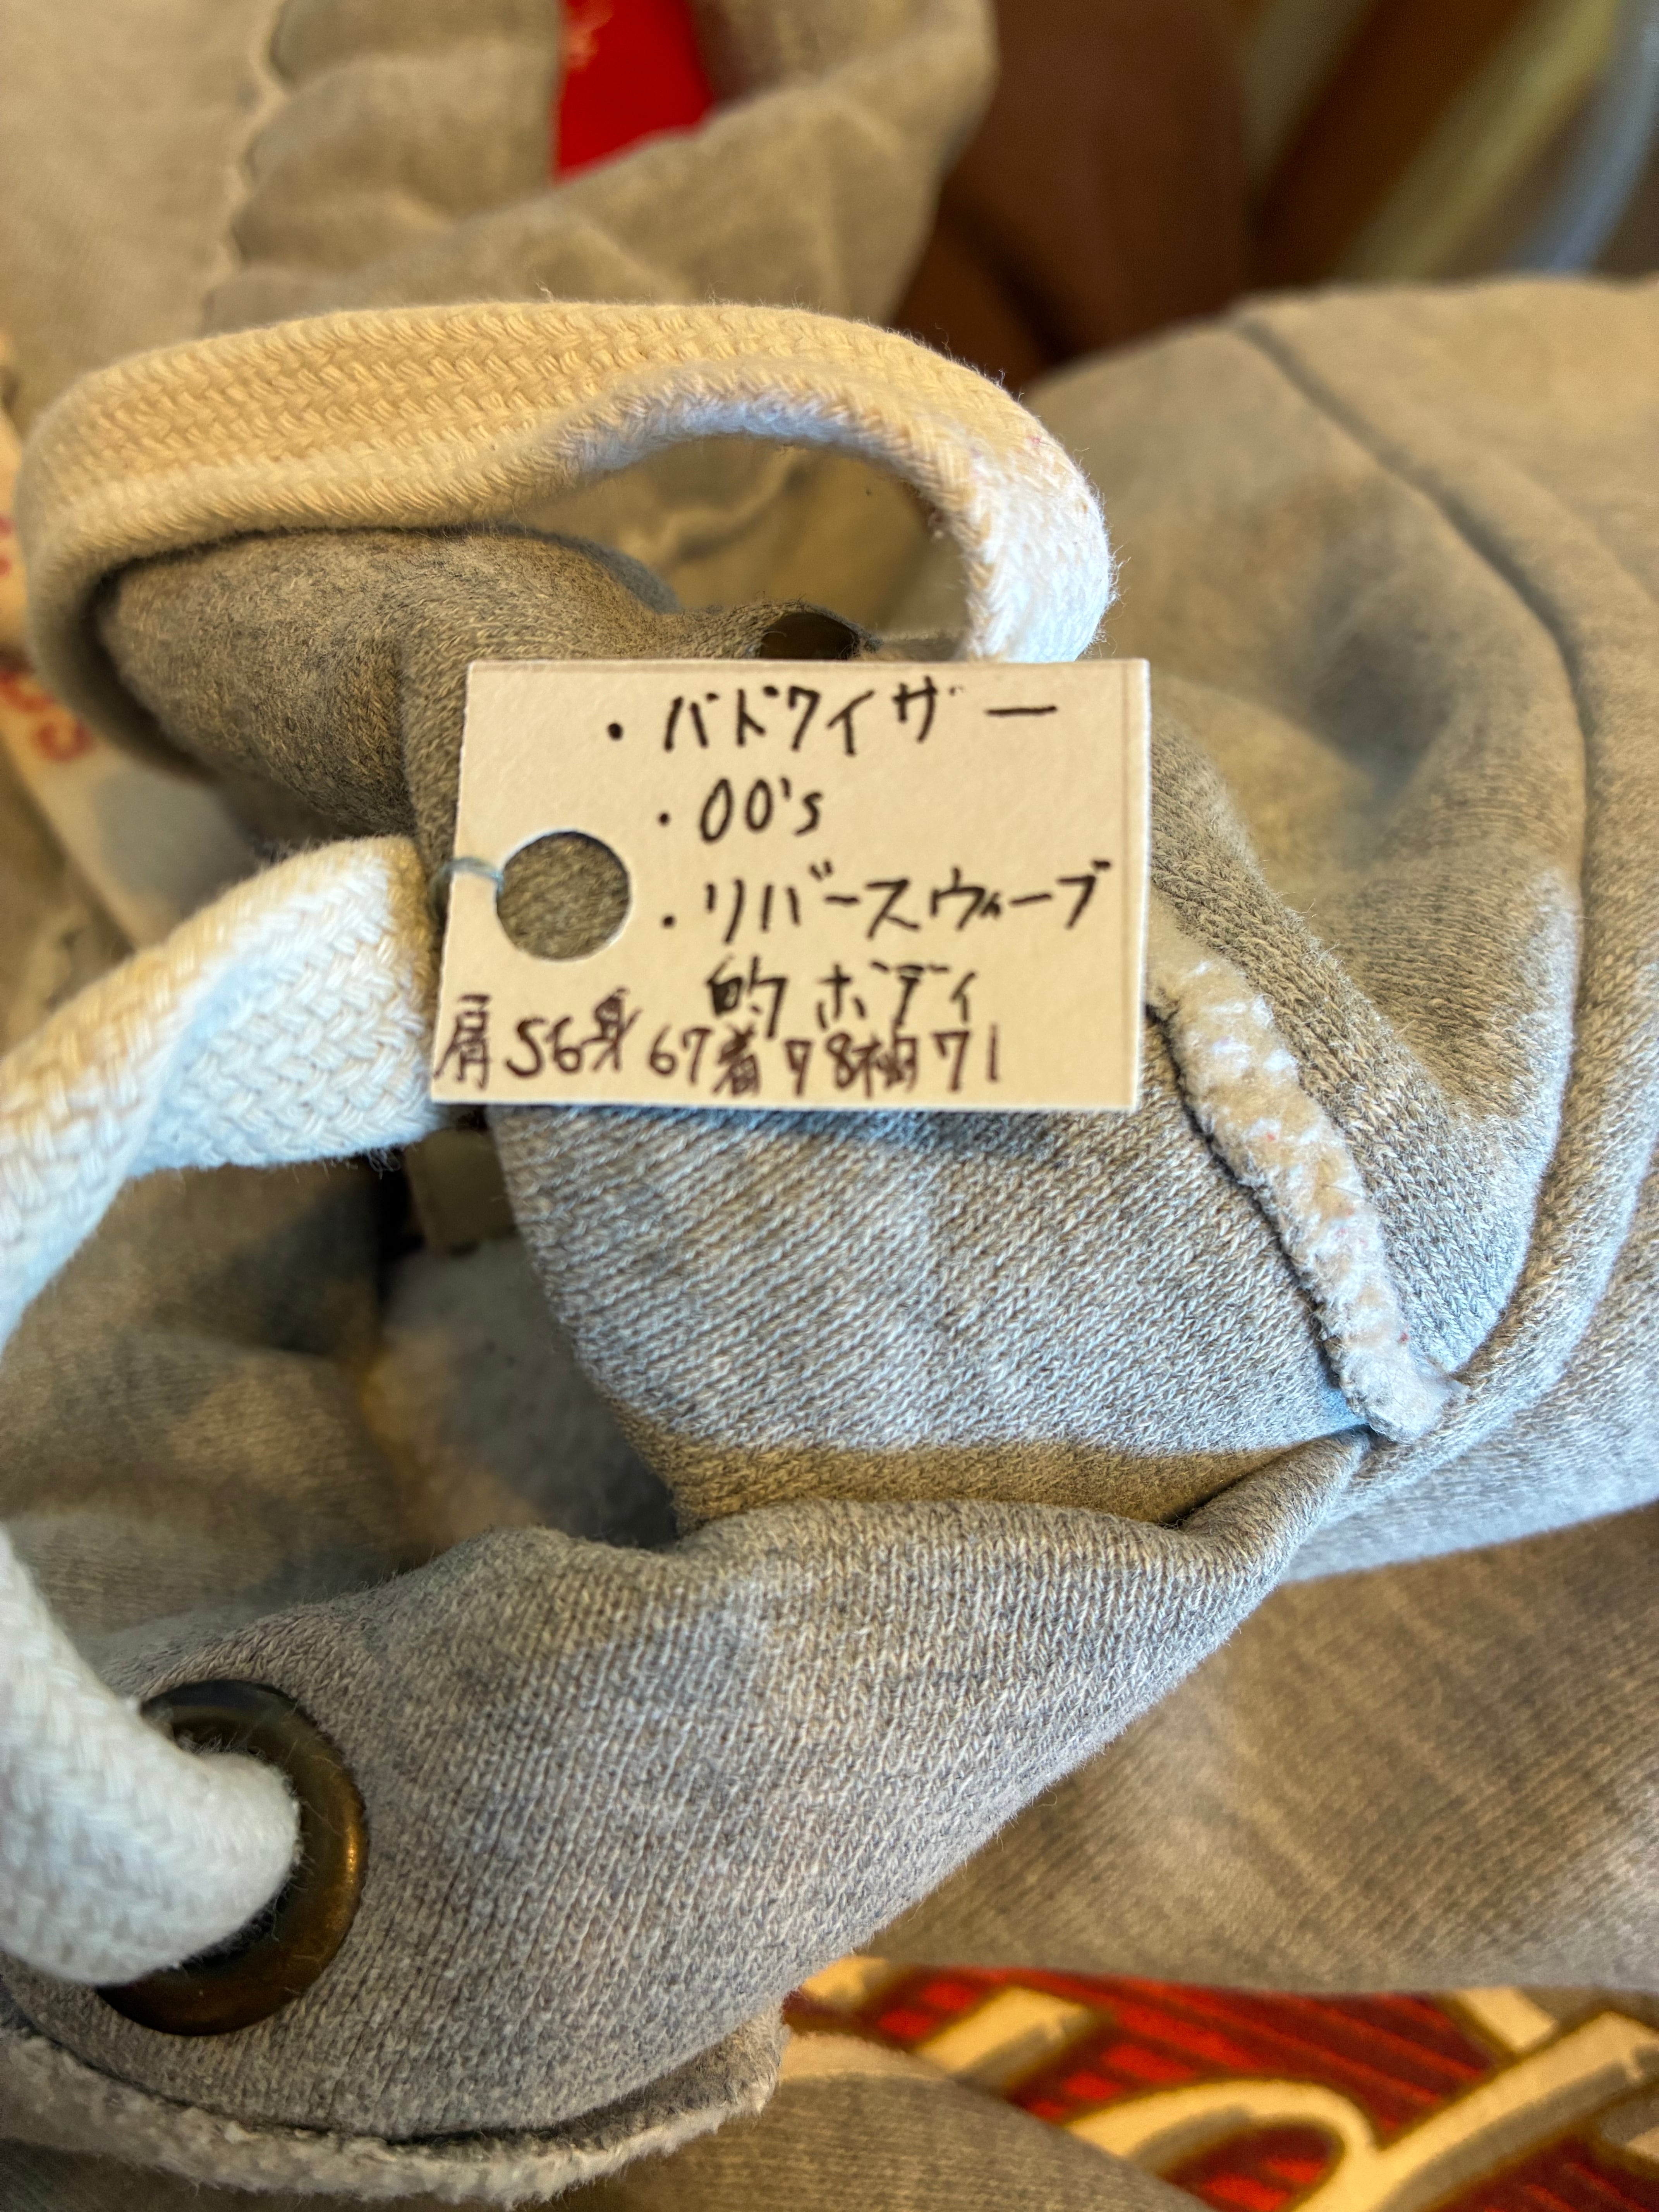 ・バドワイザー
・00's
・リバースウィーブ
的ボディ
肩56身67着78袖71